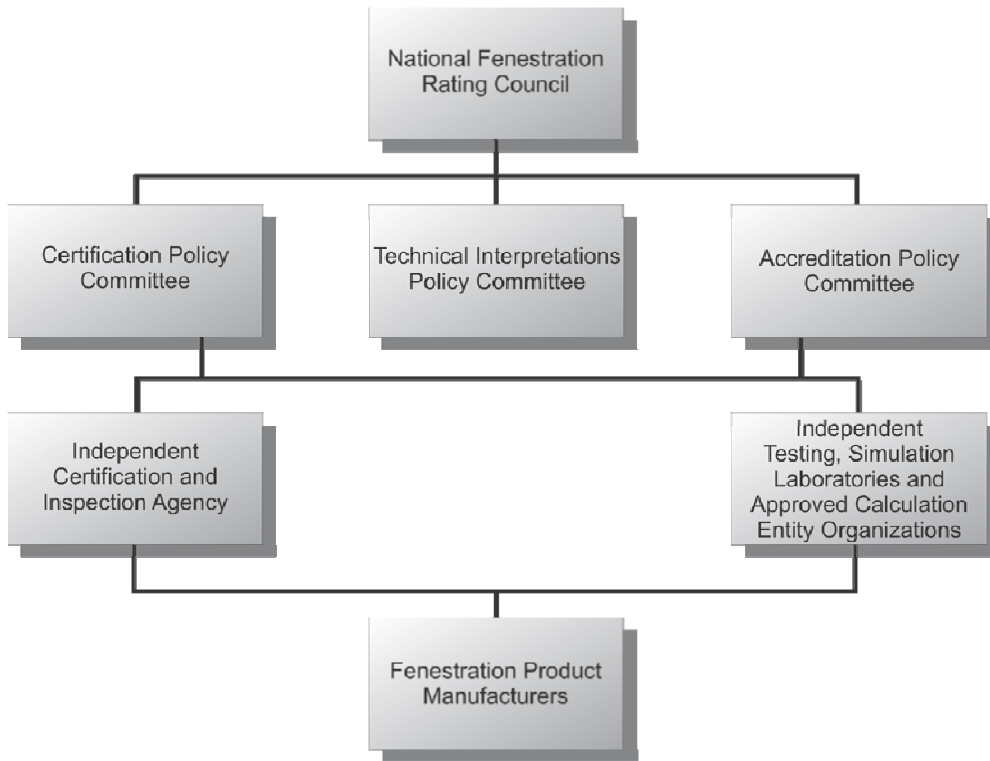 National Fenestration
Rating Council
Certification Policy
Committee
Technical Interpretations
Policy Committee
Accreditation Policy
Committee
Independent
Certification and
Inspection Agency
Independent
Testing, Simulation
Laboratories and
Approved Calculation
Entity Organizations
Fenestration Product
Manufacturers